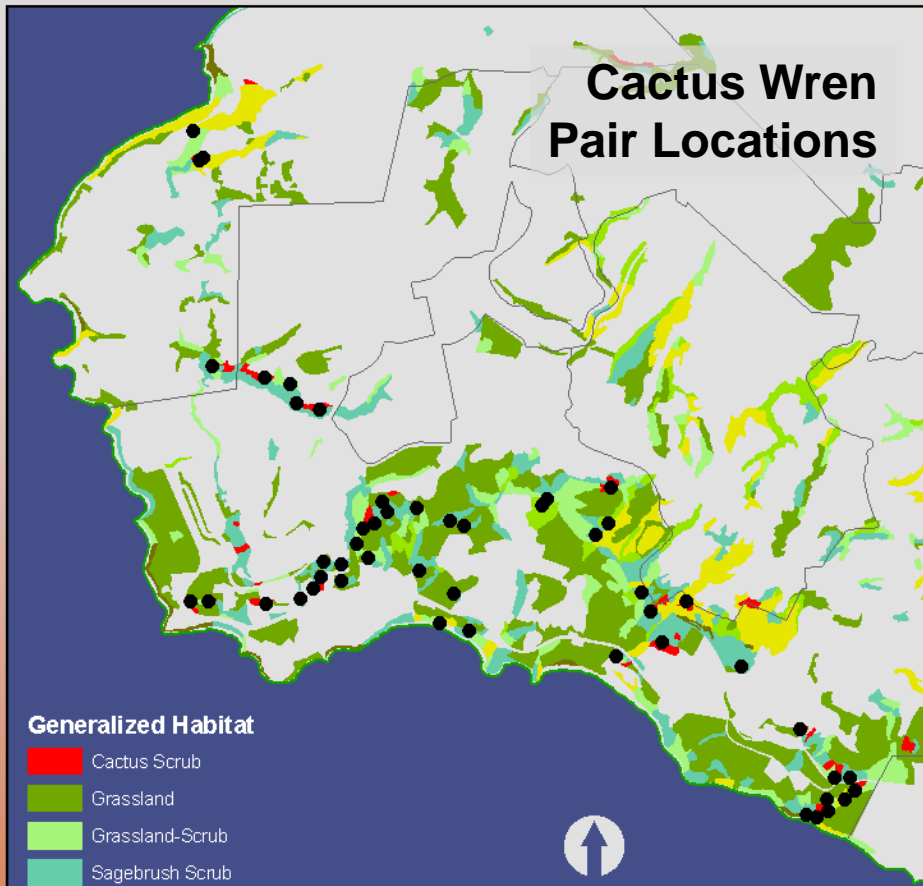 Cactus Wren
Pair Locations
Generalized Habitat
Cactus Scrub
Grassland
Grassland-Scrub
Sagebrush Scrub